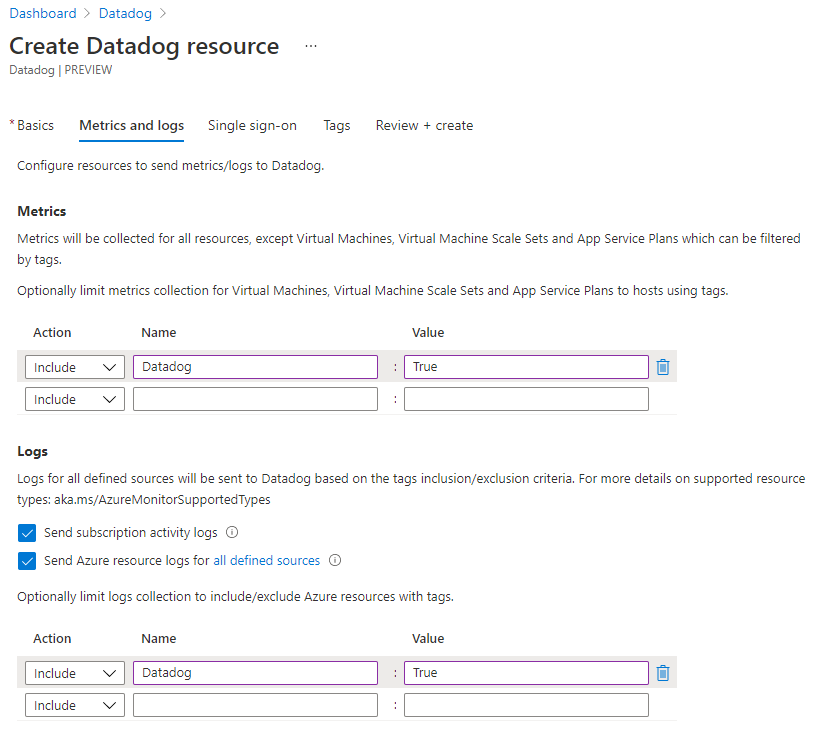 Dashboard > Datadog >
Create Datadog resource ...
Datadog | PREVIEW
* Basics Metrics and logs Single sign-on Tags Review + create
Configure resources to send metrics/logs to Datadog.
Metrics
Metrics will be collected for all resources, except Virtual Machines, Virtual Machine Scale Sets and App Service Plans which can be filtered
by tags.
Optionally limit metrics collection for Virtual Machines, Virtual Machine Scale Sets and App Service Plans to hosts using tags.
Action Name Value
Include Datadog : True
Include :
Logs
Logs for all defined sources will be sent to Datadog based on the tags inclusion/exclusion criteria. For more details on supported resource
types: aka.ms/AzureMonitorSupportedTypes
Send subscription activity logs
Send Azure resource logs for all defined sources
Optionally limit logs collection to include/exclude Azure resources with tags.
Action Name Value
Include Datadog : True
Include :